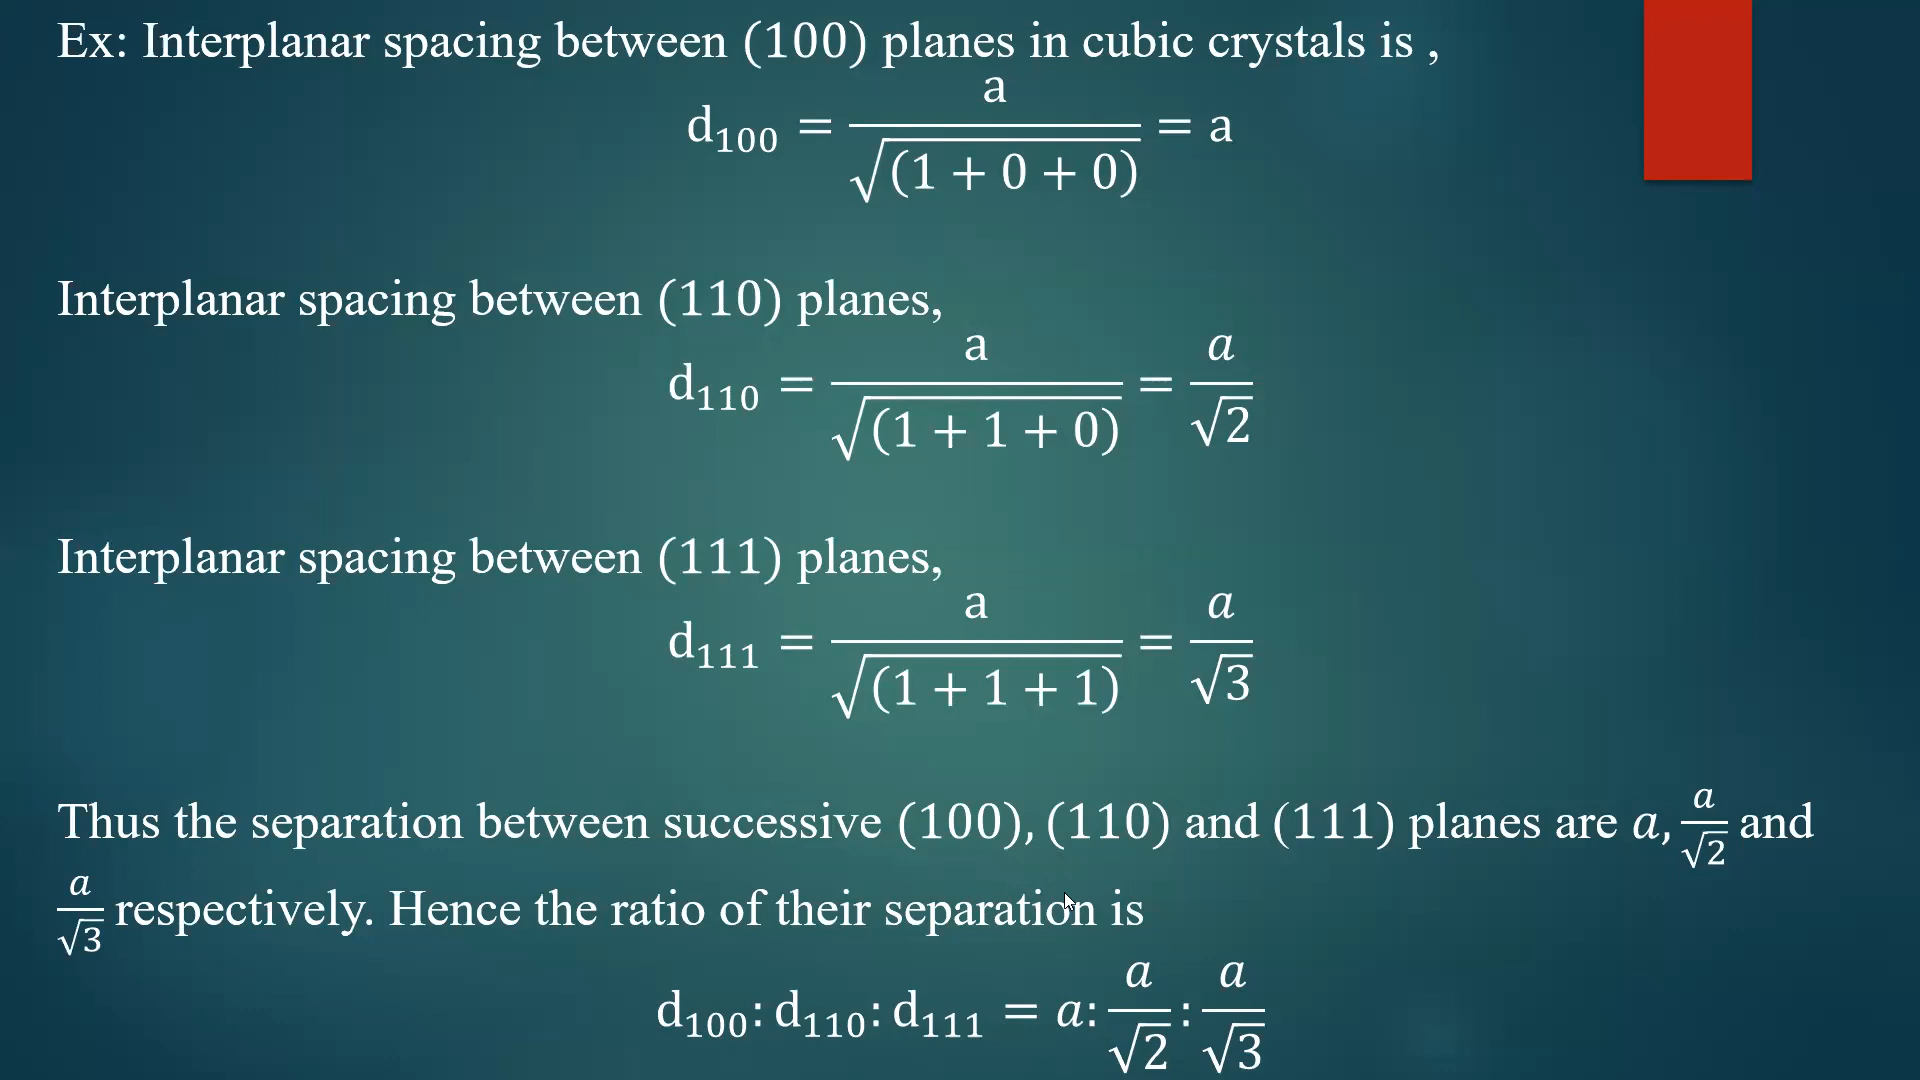 Ex: Interplanar spacing between (100) planes in cubic crystals is ,
d₁₀₀ = a / √(1 + 0 + 0) = a
Interplanar spacing between (110) planes,
d₁₁₀ = a / √(1 + 1 + 0) = a / √2
Interplanar spacing between (111) planes,
d₁₁₁ = a / √(1 + 1 + 1) = a / √3
Thus the separation between successive (100), (110) and (111) planes are a, a/√2 and
a/√3 respectively. Hence the ratio of their separation is
d₁₀₀: d₁₁₀: d₁₁₁ = a: a/√2 : a/√3